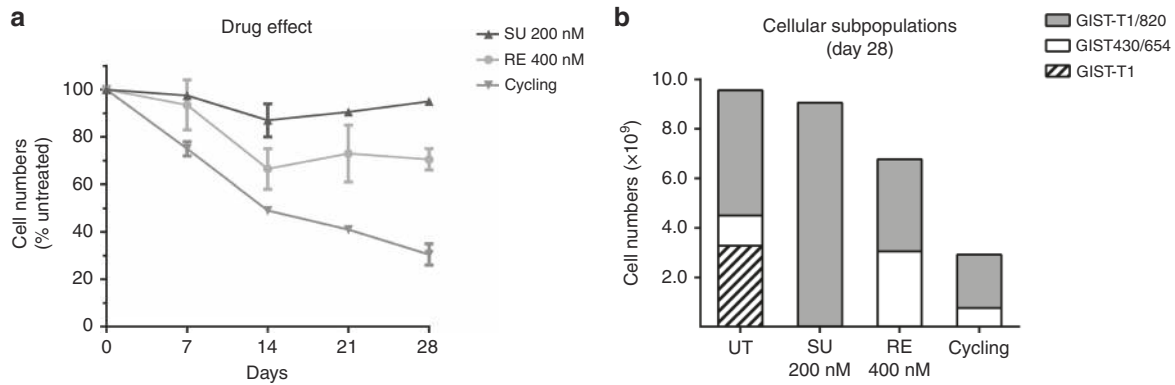 a
Drug effect
SU 200 nM
RE 400 nM
Cycling
Cell numbers
(% untreated)
100
80
60
40
20
0
0 7 14 21 28
Days
b
Cellular subpopulations
(day 28)
GIST-T1/820
GIST430/654
GIST-T1
Cell numbers (×10⁹)
10.0
8.0
6.0
4.0
2.0
UT SU RE Cycling
200 nM 400 nM